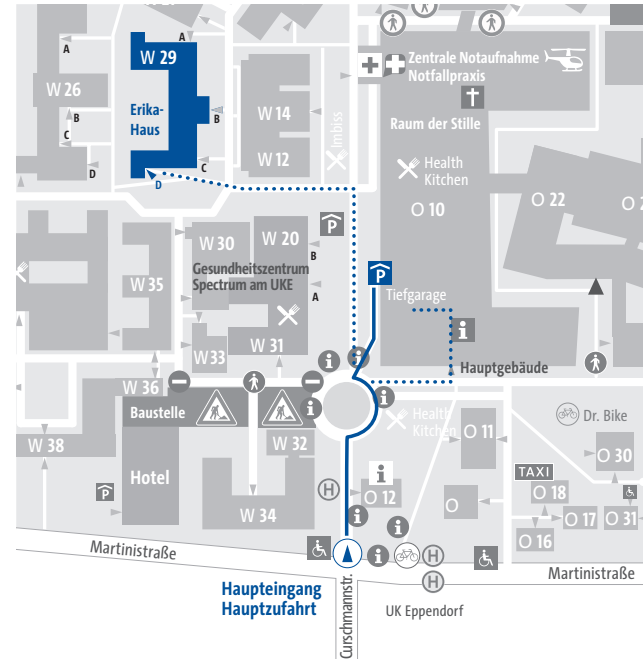 A
A
W 29
Zentrale Notaufnahme
Notfallpraxis
W 26
Erika-
Haus
B
B
W 14
Imbiss
Raum der Stille
C
W 12
C
Health
Kitchen
D
D
O 22
O 10
O 2
W 20
P
W 30
B
Gesundheitszentrum
Spectrum am UKE
P
W 35
A
Tiefgarage
i
W 31
W 33
i
i
Hauptgebäude
W 36
i
Baustelle
i
Health
Kitchen
Dr. Bike
O 11
W 38
W 32
O 30
Hotel
i
TAXI
P
H
O 12
O
O 18
W 34
O 17
O 31
i
i
O 16
Martinistraße
i
H
Martinistraße
H
Haupteingang
Hauptzufahrt
Curschmannstr.
UK Eppendorf